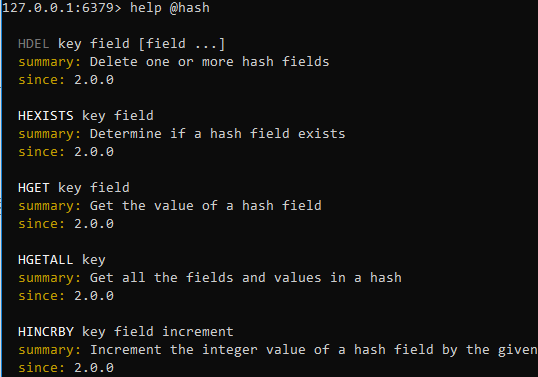 127.0.0.1:6379> help @hash
HDEL key field [field ...]
summary: Delete one or more hash fields
since: 2.0.0
HEXISTS key field
summary: Determine if a hash field exists
since: 2.0.0
HGET key field
summary: Get the value of a hash field
since: 2.0.0
HGETALL key
summary: Get all the fields and values in a hash
since: 2.0.0
HINCRBY key field increment
summary: Increment the integer value of a hash field by the given
since: 2.0.0